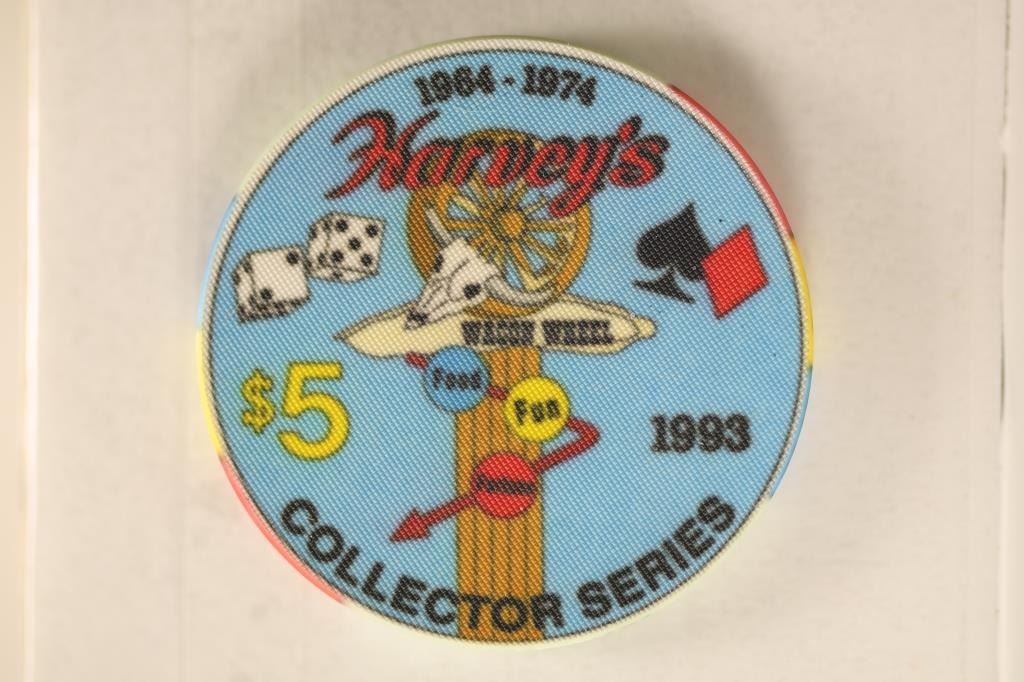 1964 - 1974
Harvey's
WAGON WHEEL
Food
Fun
$5
1993
COLLECTOR SERIES